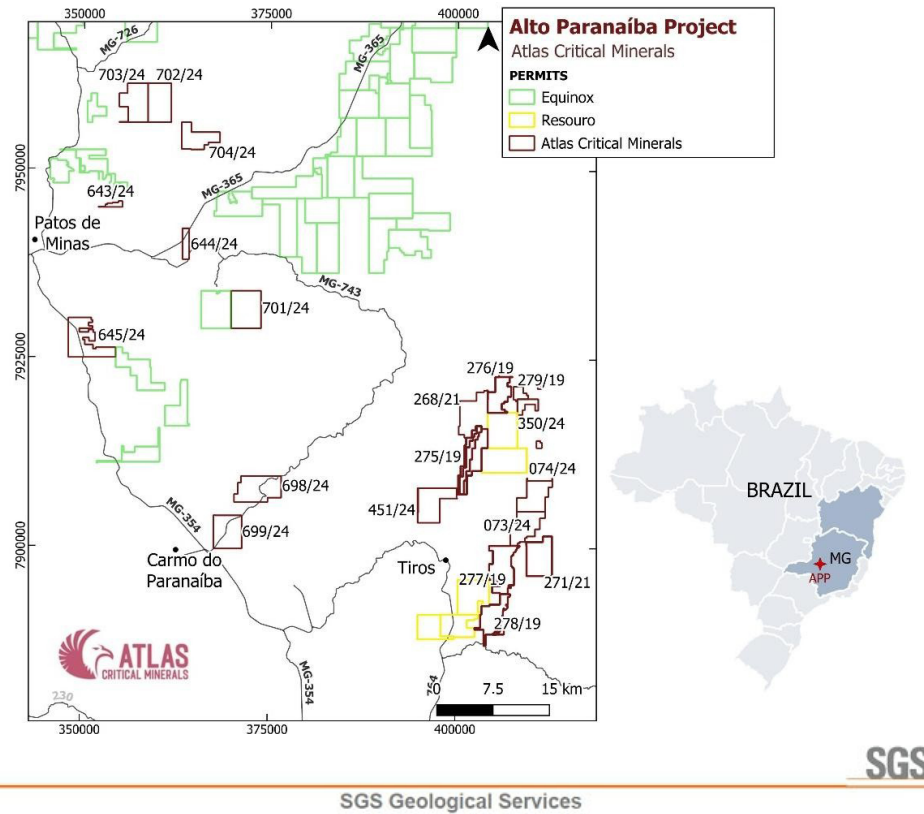 350000
375000
400000
Alto Paranaíba Project
Atlas Critical Minerals
PERMITS
Equinox
Resouro
Atlas Critical Minerals
MG-726
MG-365
703/24
702/24
704/24
7950000
643/24
MG-365
Patos de
Minas
644/24
MG-743
701/24
645/24
7925000
276/19
279/19
268/21
350/24
275/19
074/24
698/24
451/24
MG-354
699/24
073/24
7900000
Carmo do
Paranaíba
Tiros
277/19
271/21
278/19
BRAZIL
MG
APP
ATLAS
CRITICAL MINERALS
MG-354
230
0
7.5
15 km
350000
375000
400000
SGS
SGS Geological Services